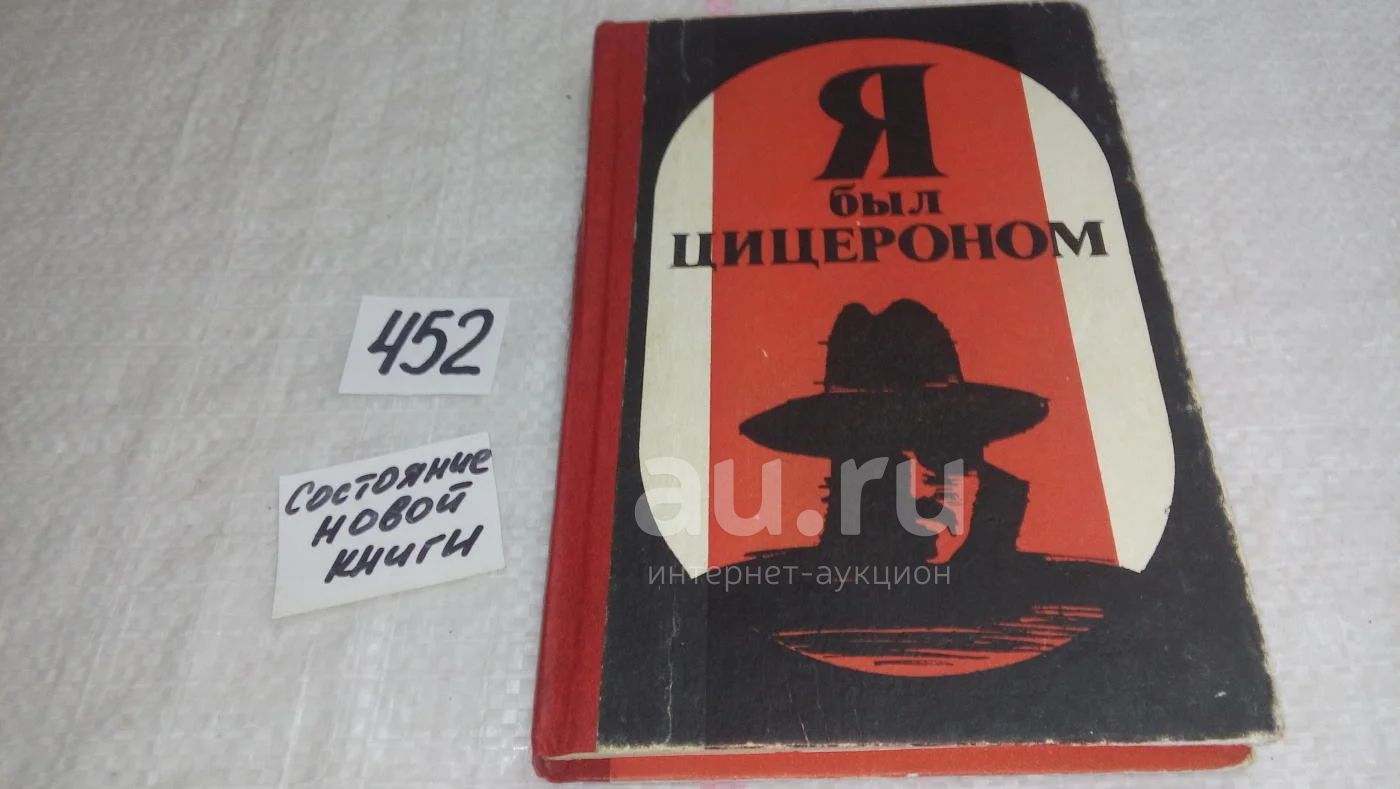 Я
был
ЦИЦЕРОНОМ
452
Состояние
новой
книги
au.ru
интернет-аукцион